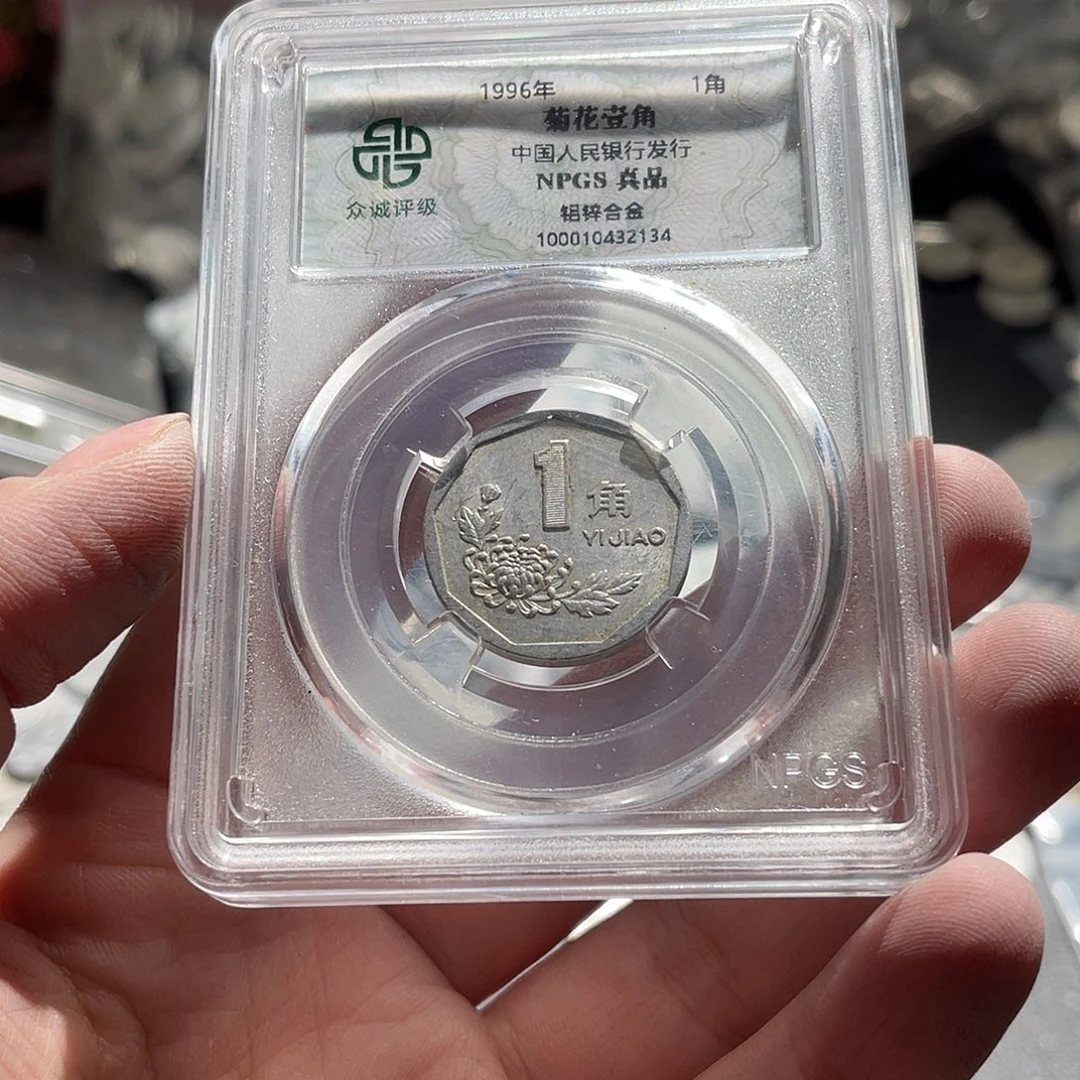 1996年 1角
菊花壹角
中国人民银行发行
NPGS 真品
众诚评级
铝锌合金
100010432134
1 角
YI JIAO
NPGS